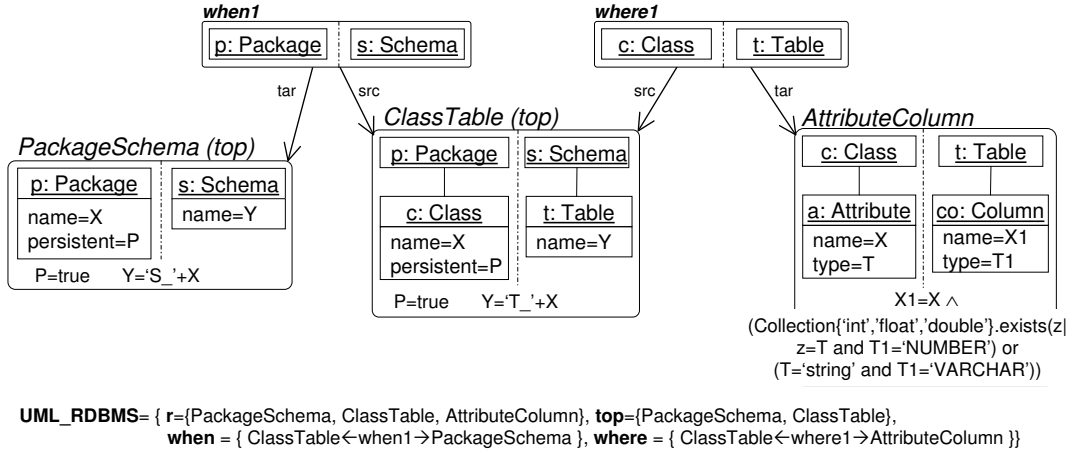 when1
p: Package
s: Schema
where1
c: Class
t: Table
tar
src
src
tar
PackageSchema (top)
p: Package
name=X
persistent=P
s: Schema
name=Y
P=true Y=‘S_’+X
ClassTable (top)
p: Package
s: Schema
c: Class
name=X
persistent=P
t: Table
name=Y
P=true Y=‘T_’+X
AttributeColumn
c: Class
t: Table
a: Attribute
name=X
type=T
co: Column
name=X1
type=T1
X1=X ∧
(Collection{‘int’,’float’,’double’}.exists(z|
z=T and T1=‘NUMBER’) or
(T=‘string’ and T1=‘VARCHAR’))
UML_RDBMS= { r={PackageSchema, ClassTable, AttributeColumn}, top={PackageSchema, ClassTable},
when = { ClassTable←when1→PackageSchema }, where = { ClassTable←where1→AttributeColumn }}